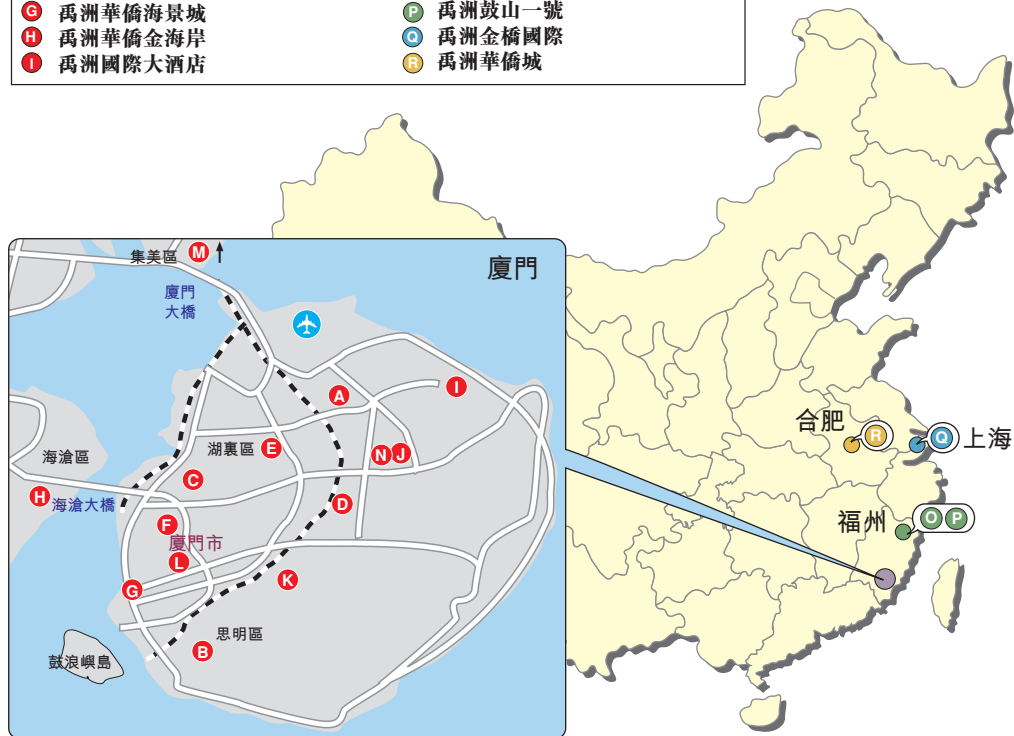 G 禹洲華僑海景城
H 禹洲華僑金海岸
I 禹洲國際大酒店
P 禹洲鼓山一號
Q 禹洲金橋國際
R 禹洲華僑城
廈門
集美區
M
廈門
大橋
A
I
湖裏區
E
N J
海滄區
C
H
海滄大橋
D
F
廈門市
L
K
G
B
思明區
鼓浪嶼島
合肥
R
Q
上海
福州
O P